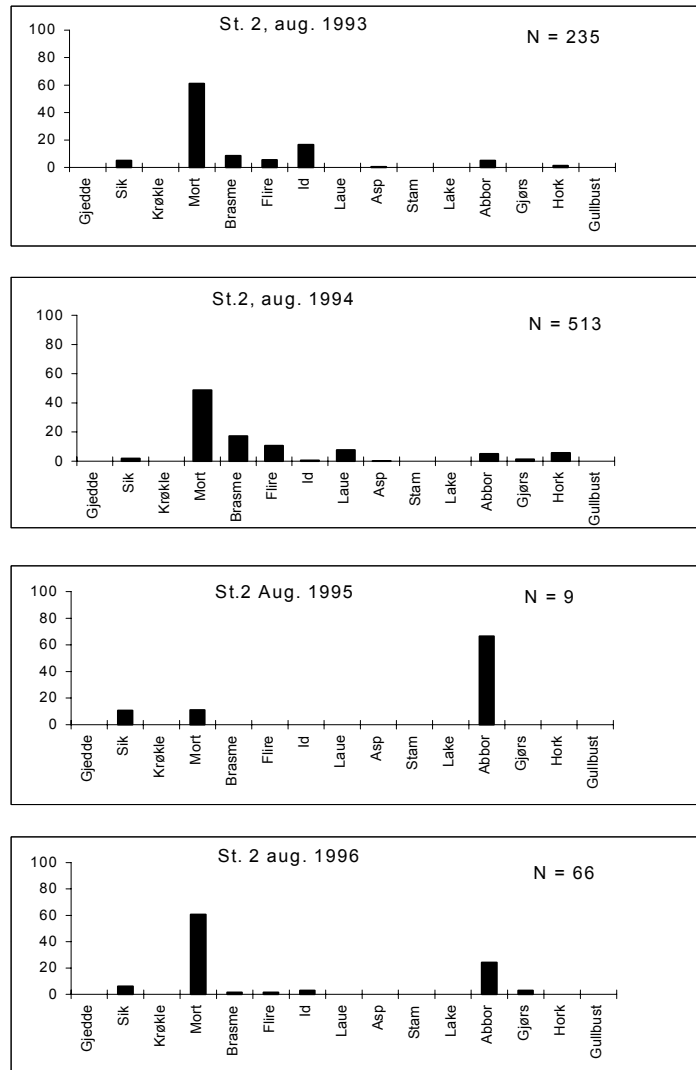 St. 2, aug. 1993
N = 235
100
80
60
40
20
0
Gjedde Sik Krøkle Mort Brasme Flire Id Laue Asp Stam Lake Abbor Gjørs Hork Gullbust
St.2, aug. 1994
N = 513
100
80
60
40
20
0
Gjedde Sik Krøkle Mort Brasme Flire Id Laue Asp Stam Lake Abbor Gjørs Hork Gullbust
St.2 Aug. 1995
N = 9
100
80
60
40
20
0
Gjedde Sik Krøkle Mort Brasme Flire Id Laue Asp Stam Lake Abbor Gjørs Hork Gullbust
St. 2 aug. 1996
N = 66
100
80
60
40
20
0
Gjedde Sik Krøkle Mort Brasme Flire Id Laue Asp Stam Lake Abbor Gjørs Hork Gullbust